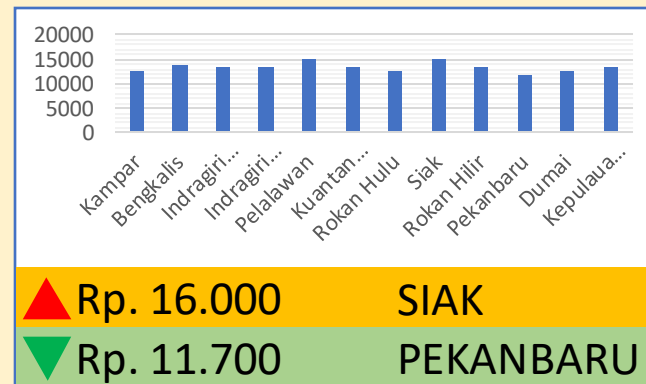 20000
15000
10000
5000
0
Kampar
Bengkalis
Indragiri...
Indragiri...
Pelalawan
Kuantan...
Rokan Hulu
Siak
Rokan Hilir
Pekanbaru
Dumai
Kepulaua...
Rp. 16.000 SIAK
Rp. 11.700 PEKANBARU